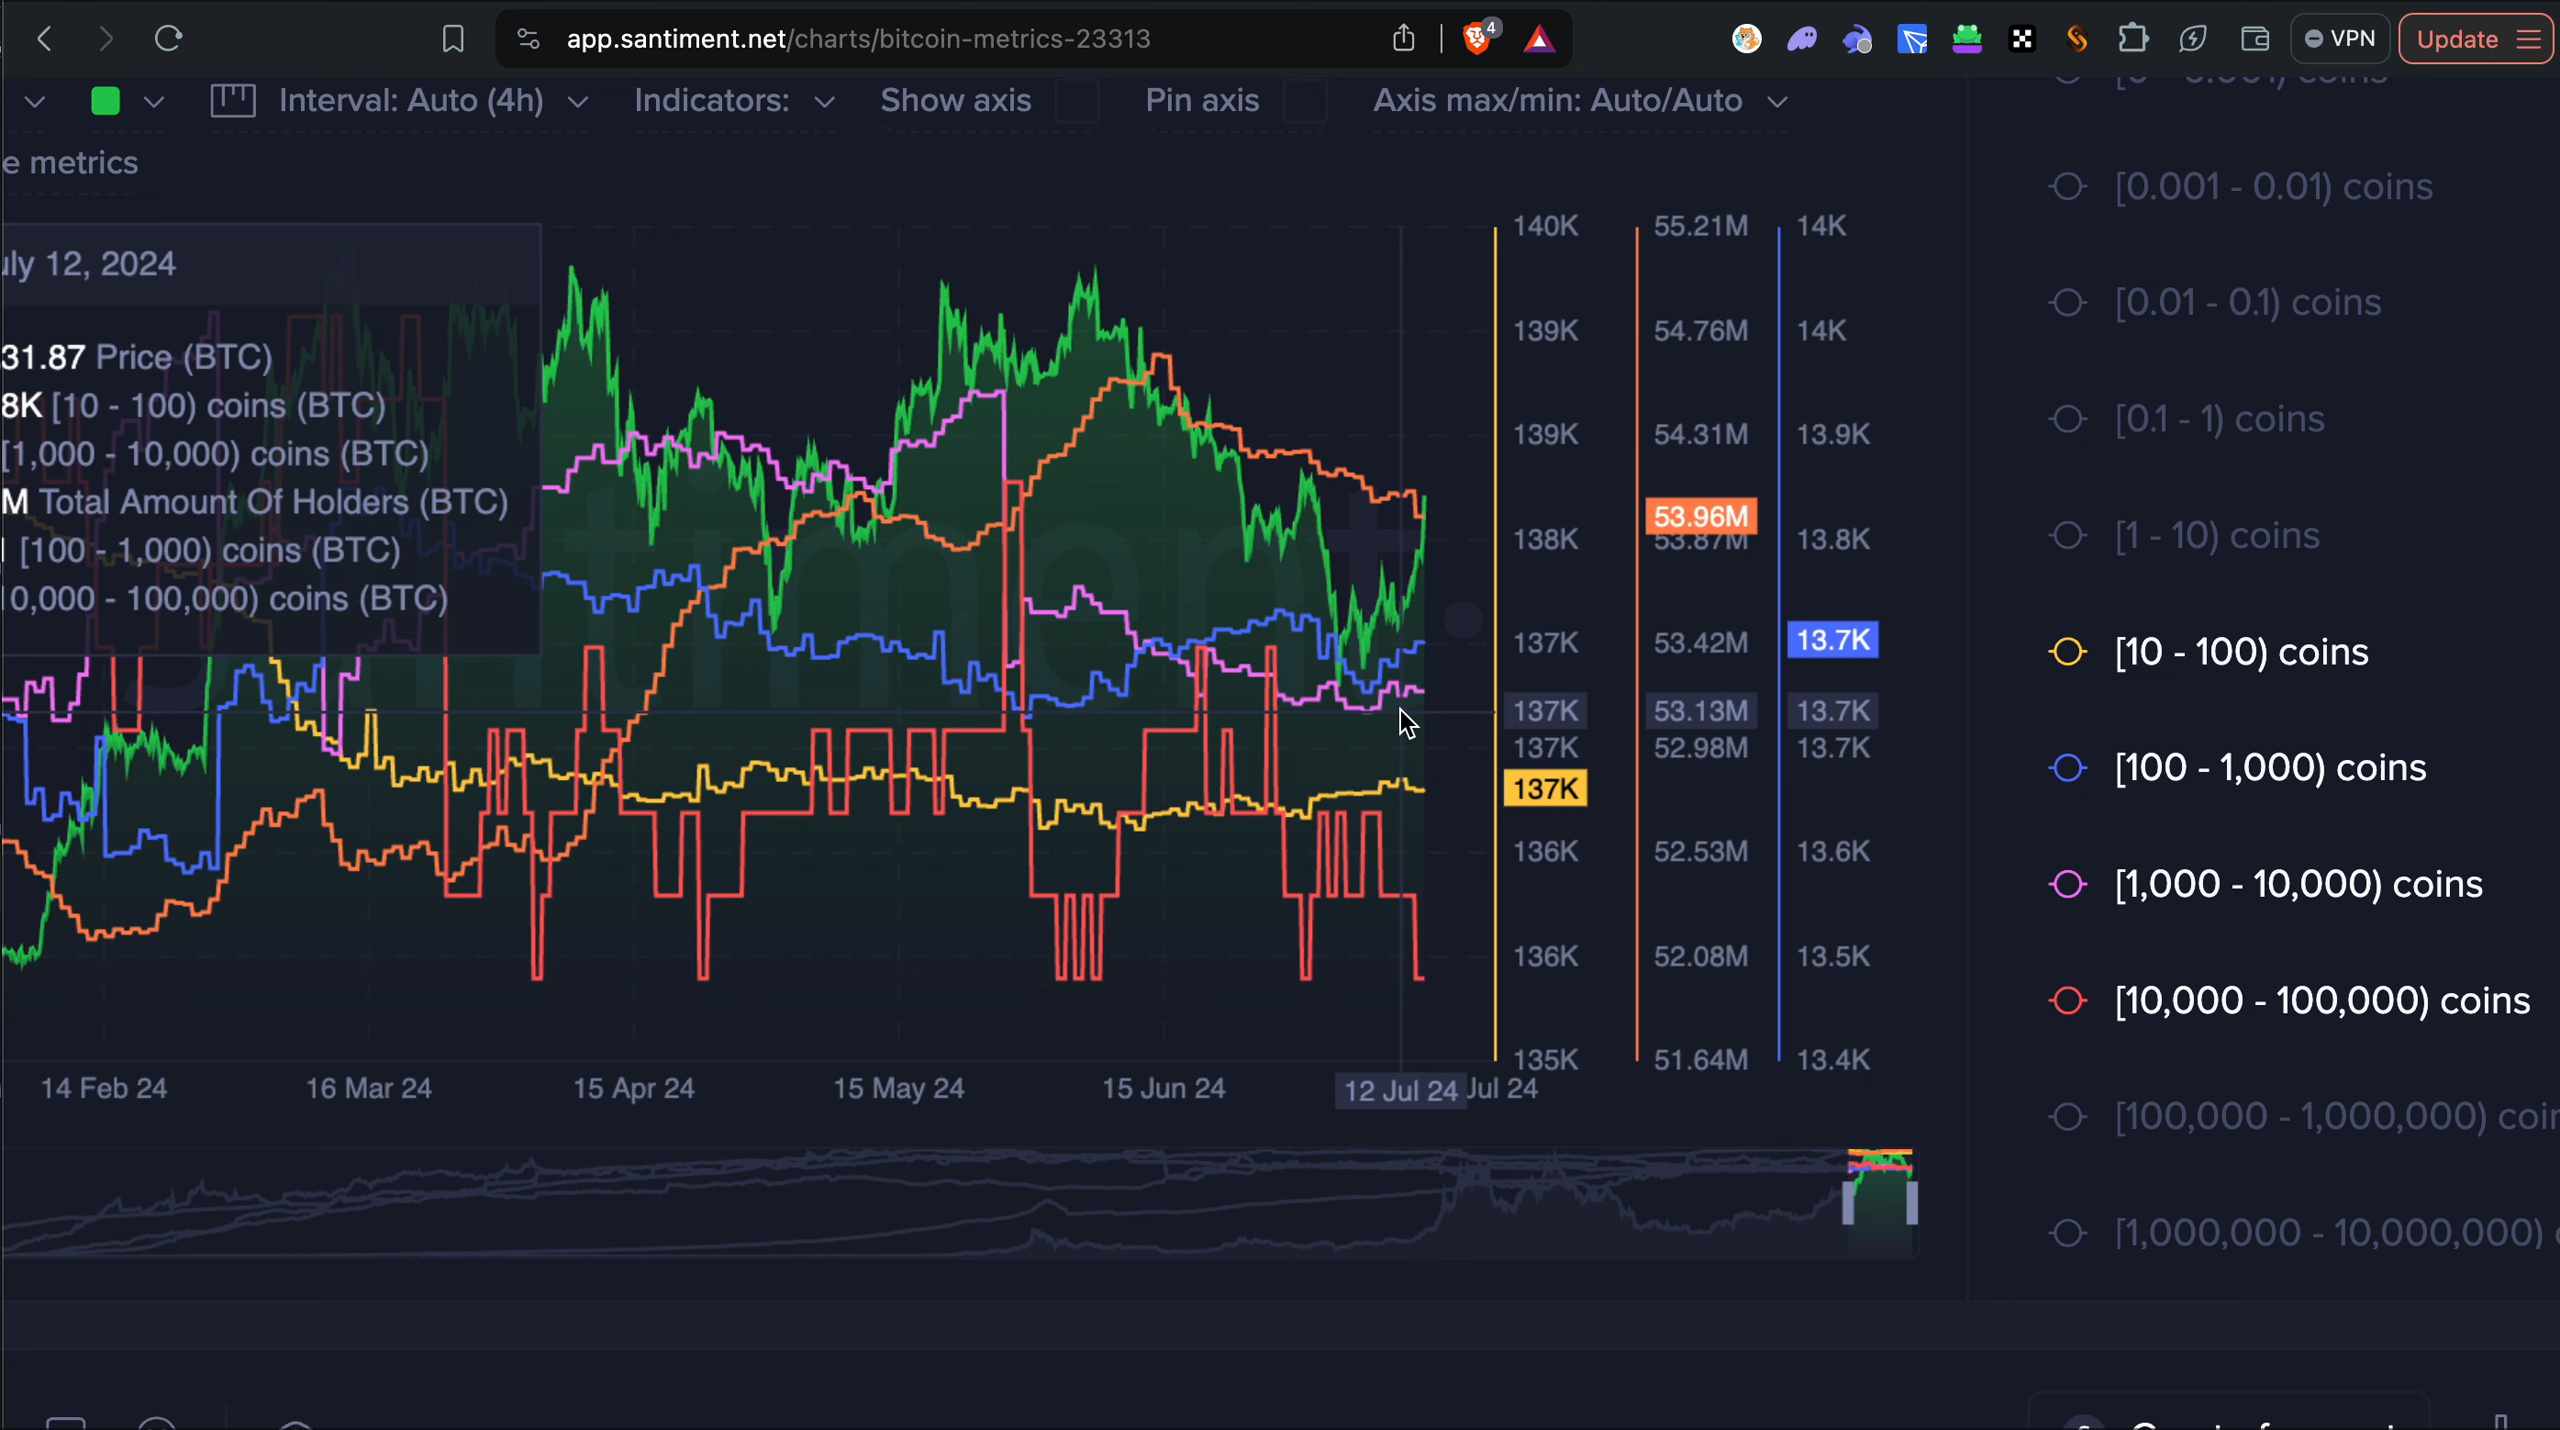 app.santiment.net/charts/bitcoin-metrics-23313
4
VPN
Update
Interval: Auto (4h)
Indicators:
Show axis
Pin axis
Axis max/min: Auto/Auto
e metrics
uly 12, 2024
31.87 Price (BTC)
8K [10 - 100) coins (BTC)
[1,000 - 10,000) coins (BTC)
M Total Amount Of Holders (BTC)
[100 - 1,000) coins (BTC)
0,000 - 100,000) coins (BTC)
140K 55.21M 14K
139K 54.76M 14K
139K 54.31M 13.9K
53.96M
138K 53.87M 13.8K
137K 53.42M 13.7K
137K 53.13M 13.7K
137K 52.98M 13.7K
137K
136K 52.53M 13.6K
136K 52.08M 13.5K
135K 51.64M 13.4K
14 Feb 24
16 Mar 24
15 Apr 24
15 May 24
15 Jun 24
12 Jul 24
Jul 24
[0.001 - 0.01) coins
[0.01 - 0.1) coins
[0.1 - 1) coins
[1 - 10) coins
[10 - 100) coins
[100 - 1,000) coins
[1,000 - 10,000) coins
[10,000 - 100,000) coins
[100,000 - 1,000,000) coin
[1,000,000 - 10,000,000)